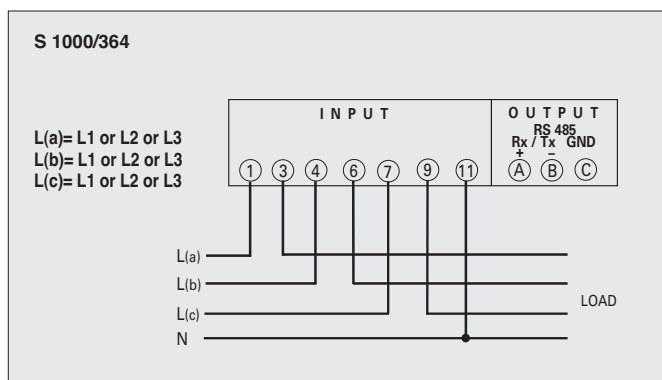 S 1000/364
INPUT
OUTPUT
RS 485
Rx / Tx GND
+ –
L(a)= L1 or L2 or L3
L(b)= L1 or L2 or L3
L(c)= L1 or L2 or L3
1 3 4 6 7 9 11 A B C
L(a)
L(b)
L(c)
N
LOAD